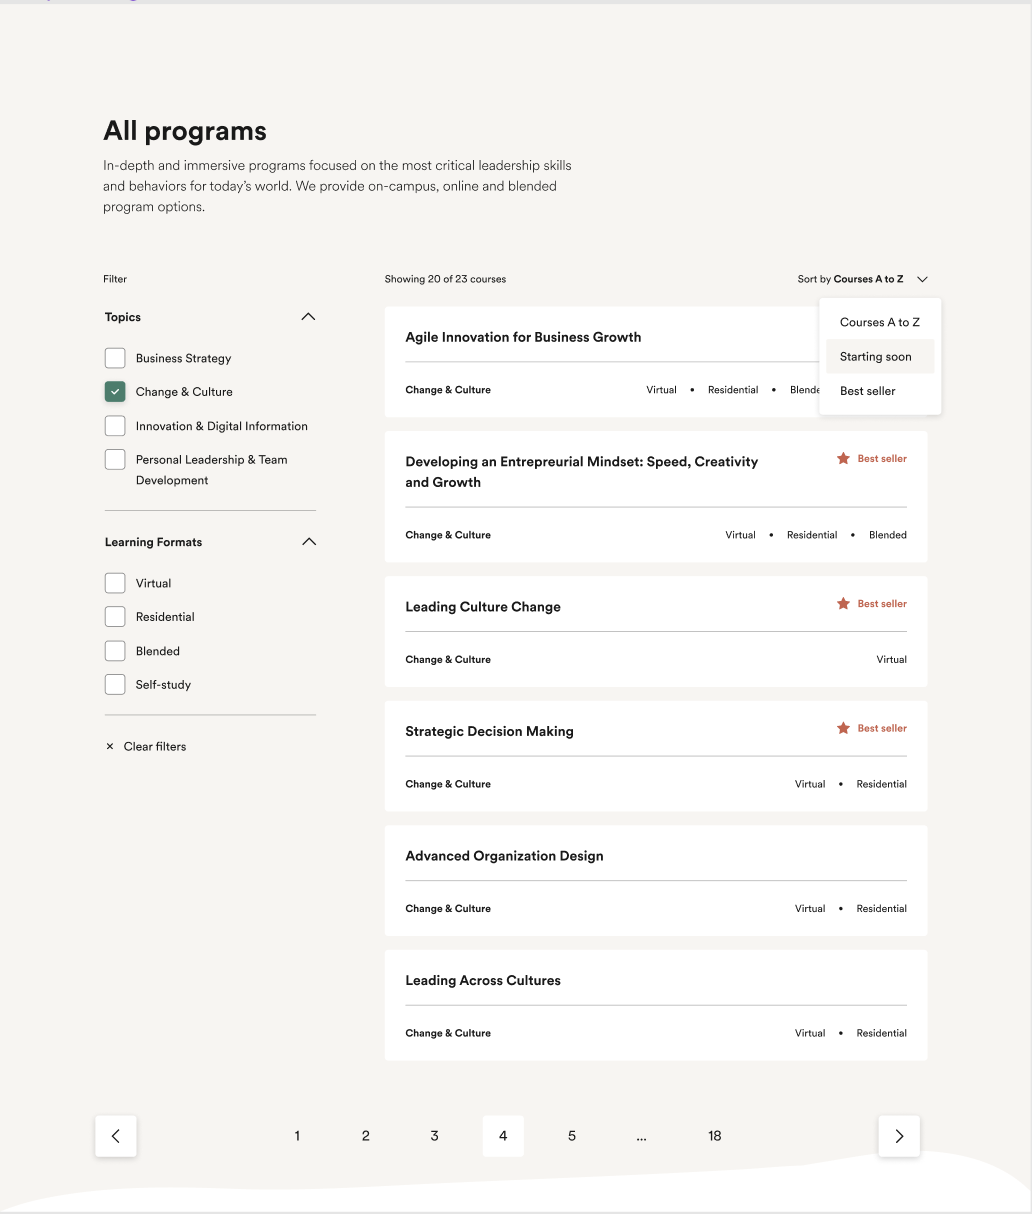 All programs
In-depth and immersive programs focused on the most critical leadership skills
and behaviors for today's world. We provide on-campus, online and blended
program options.
Filter
Showing 20 of 23 courses
Sort by Courses A to Z
Topics
Business Strategy
Change & Culture
Innovation & Digital Information
Personal Leadership & Team
Development
Learning Formats
Virtual
Residential
Blended
Self-study
× Clear filters
Courses A to Z
Starting soon
Best seller
Agile Innovation for Business Growth
Change & Culture
Virtual • Residential •
Developing an Entrepreurial Mindset: Speed, Creativity
and Growth
Best seller
Change & Culture
Virtual • Residential • Blended
Leading Culture Change
Best seller
Change & Culture
Virtual
Strategic Decision Making
Best seller
Change & Culture
Virtual • Residential
Advanced Organization Design
Change & Culture
Virtual • Residential
Leading Across Cultures
Change & Culture
Virtual • Residential
1 2 3 4 5 ... 18